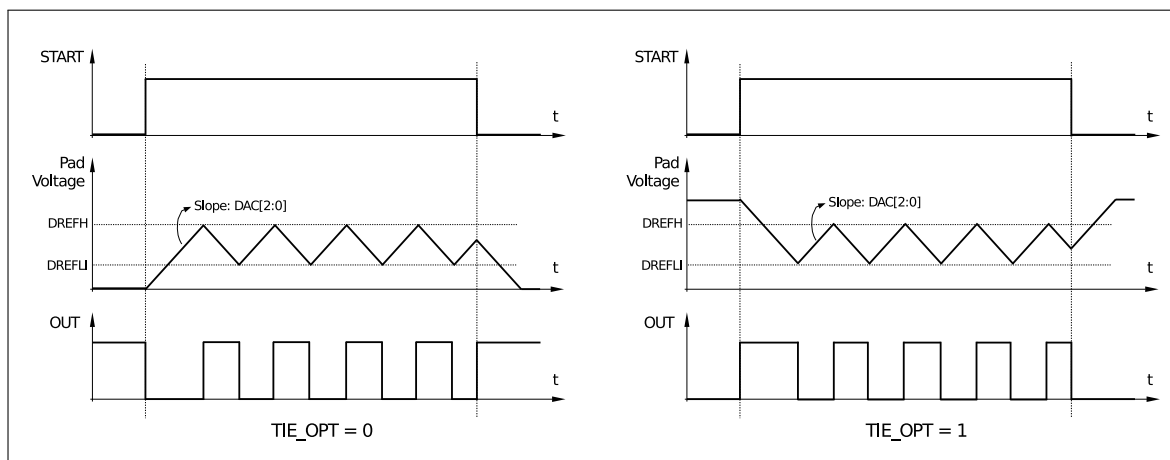 START
t
Pad
Voltage
Slope: DAC[2:0]
DREFH
DREFLI
t
OUT
t
TIE_OPT = 0
START
t
Pad
Voltage
Slope: DAC[2:0]
DREFH
DREFLI
t
OUT
t
TIE_OPT = 1